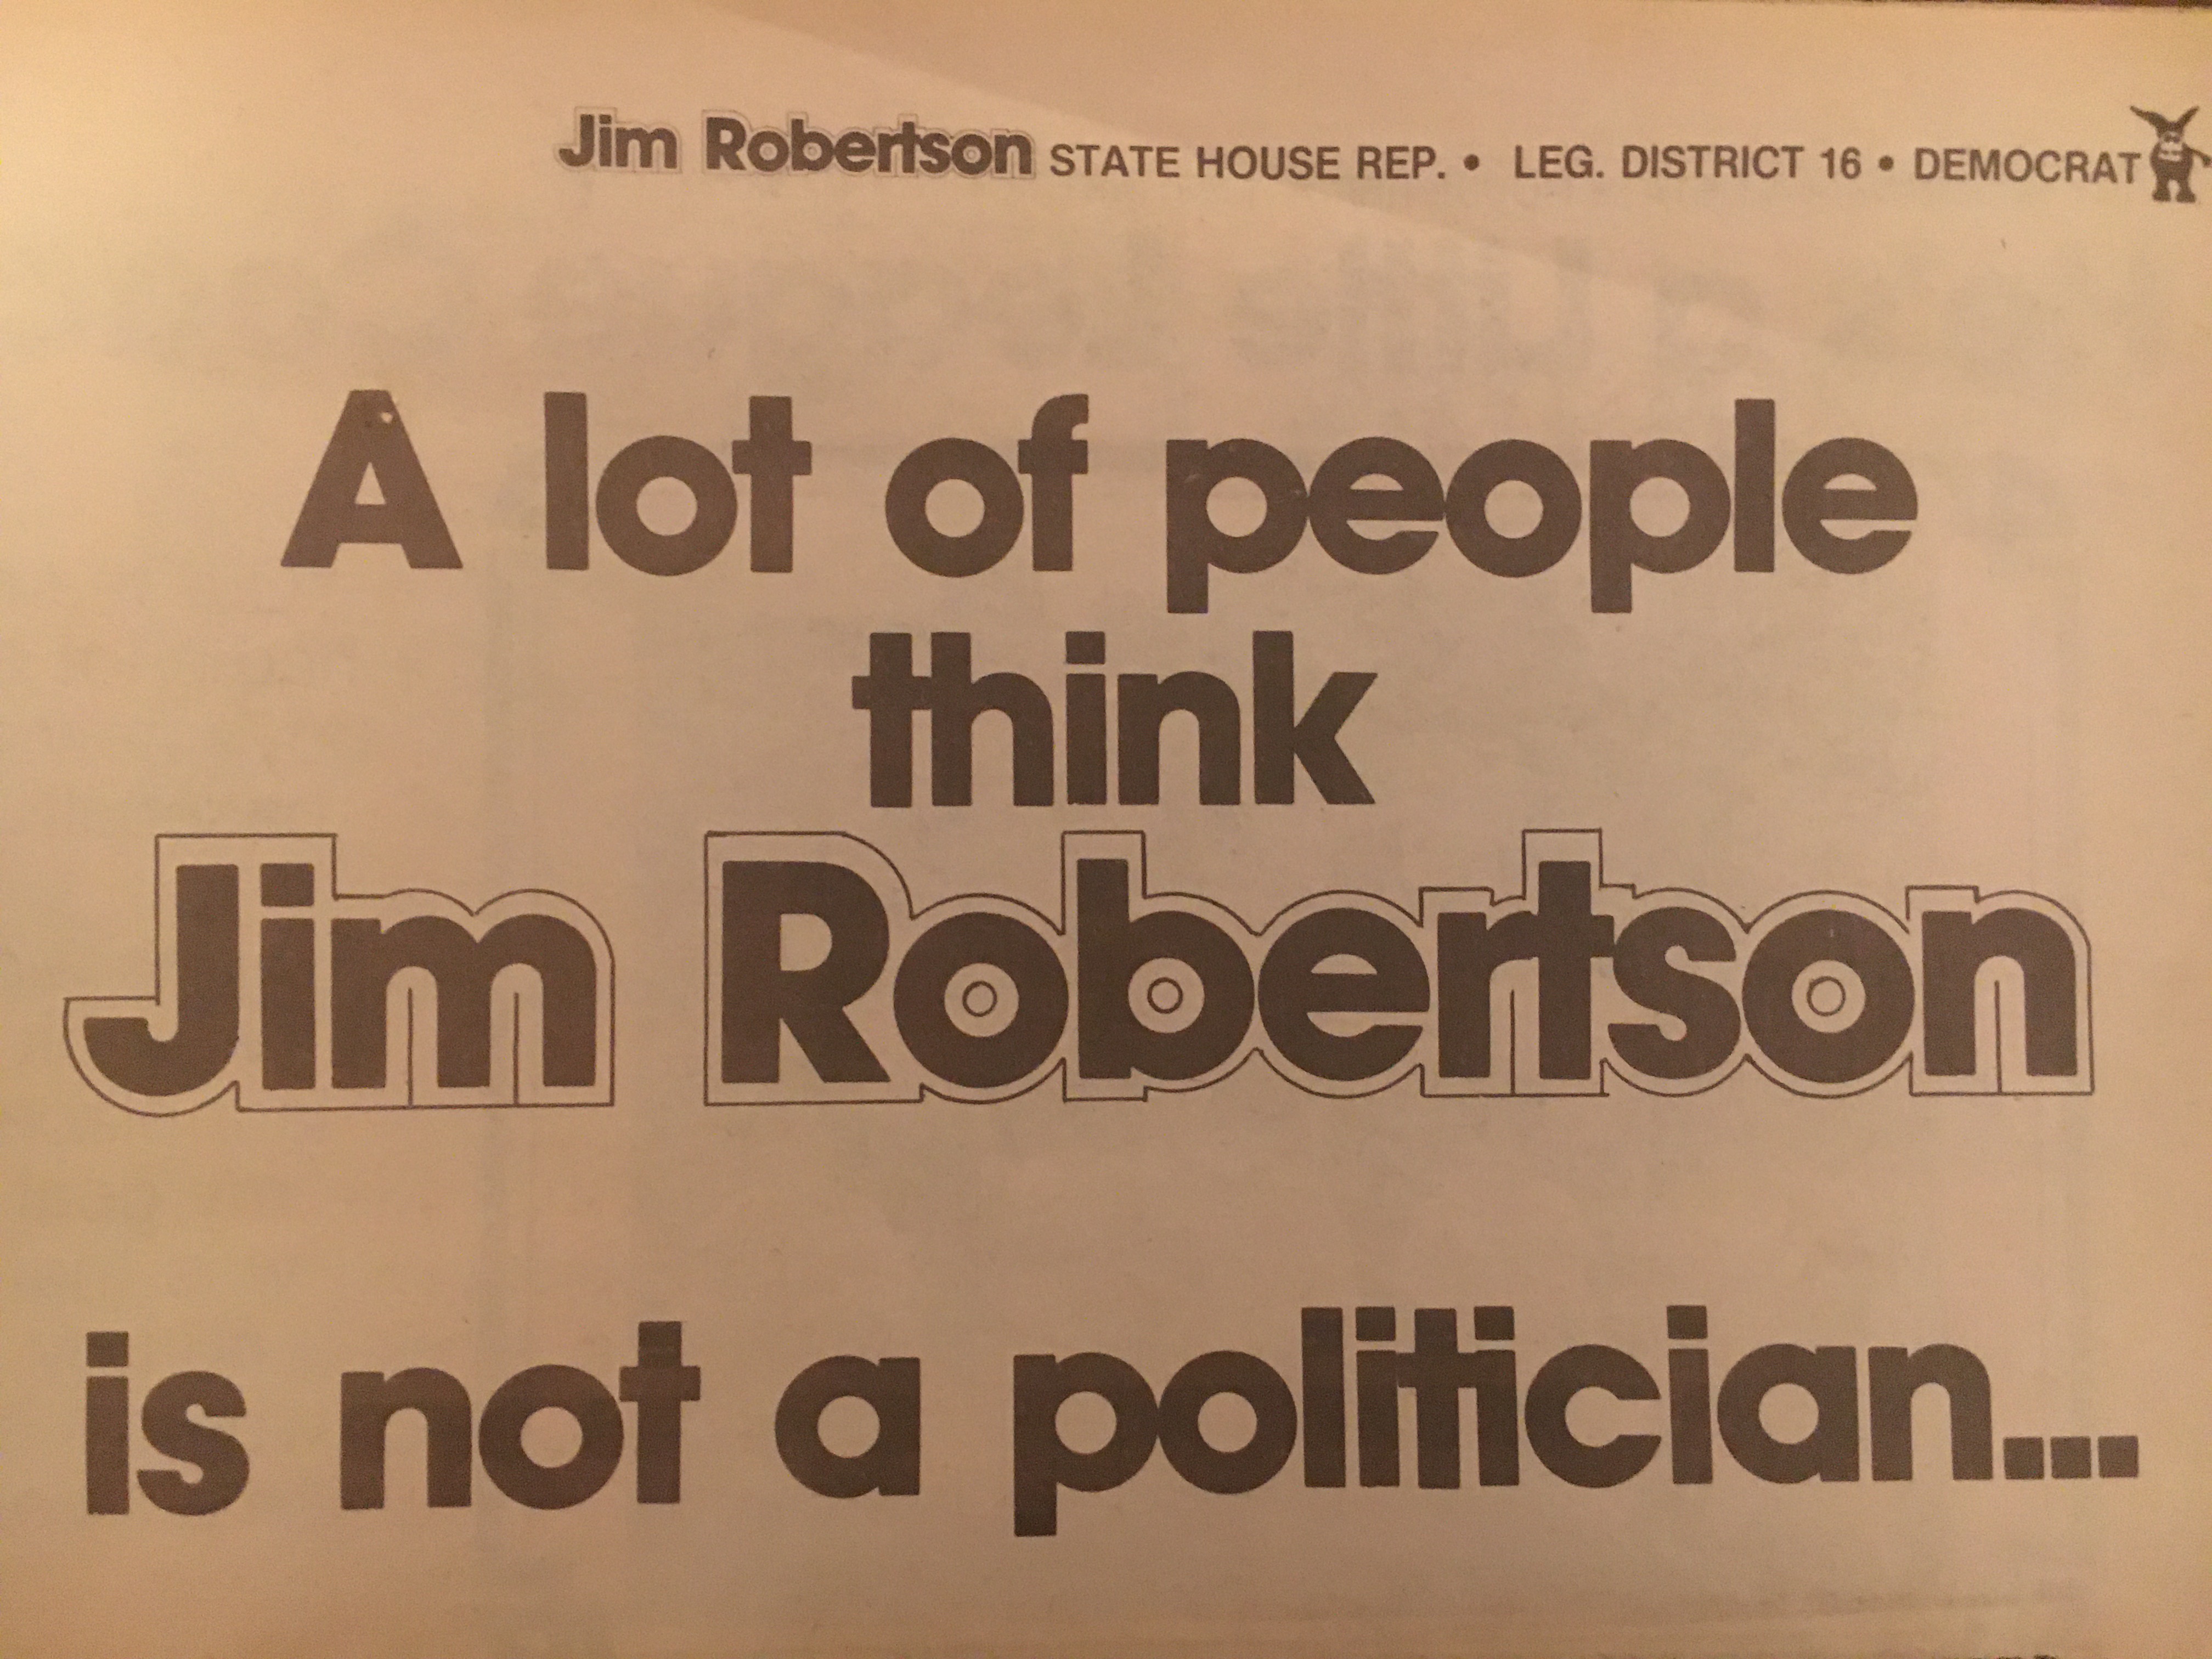 Jim Robertson STATE HOUSE REP. • LEG. DISTRICT 16 • DEMOCRAT
A lot of people
think
Jim Robertson
is not a politician...